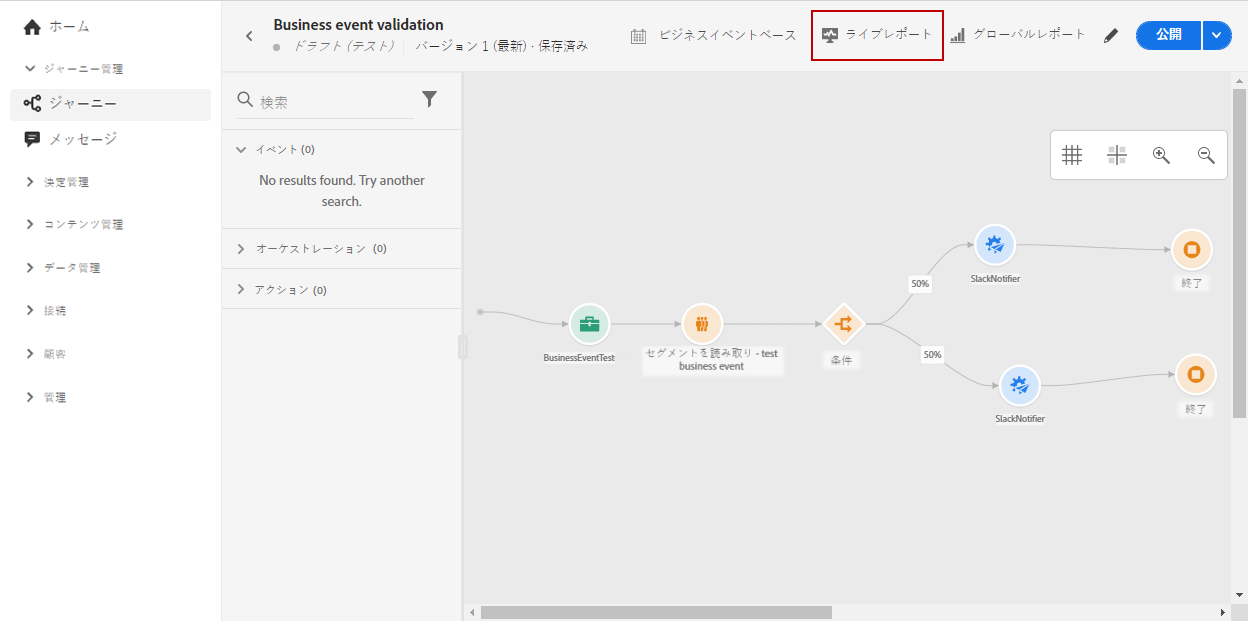 ホーム
ジャーニー管理
ジャーニー
メッセージ
決定管理
コンテンツ管理
データ管理
接続
顧客
管理
Business event validation
ドラフト (テスト)
バージョン 1 (最新)・保存済み
ビジネスイベントベース
ライブレポート
グローバルレポート
公開
検索
イベント (0)
No results found. Try another
search.
オーケストレーション (0)
アクション (0)
BusinessEventTest
セグメントを読み取り - test
business event
条件
50%
50%
SlackNotifier
終了
SlackNotifier
終了